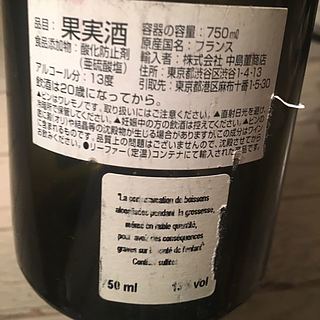 品目：果実酒
容器の容量：750ml
食品添加物：酸化防止剤
（亜硫酸塩）
原産国名：フランス
輸入者：株式会社 中島董商店
アルコール分：13度
住所：東京都渋谷区渋谷1-4-13
引取先：東京都港区麻布十番1-5-30
飲酒は20歳になってから。
"La consommation de boissons
alcoolisées pendant la grossesse,
même en faible quantité,
peut avoir des conséquences
graves sur la santé de l'enfant"
750 ml
13% vol